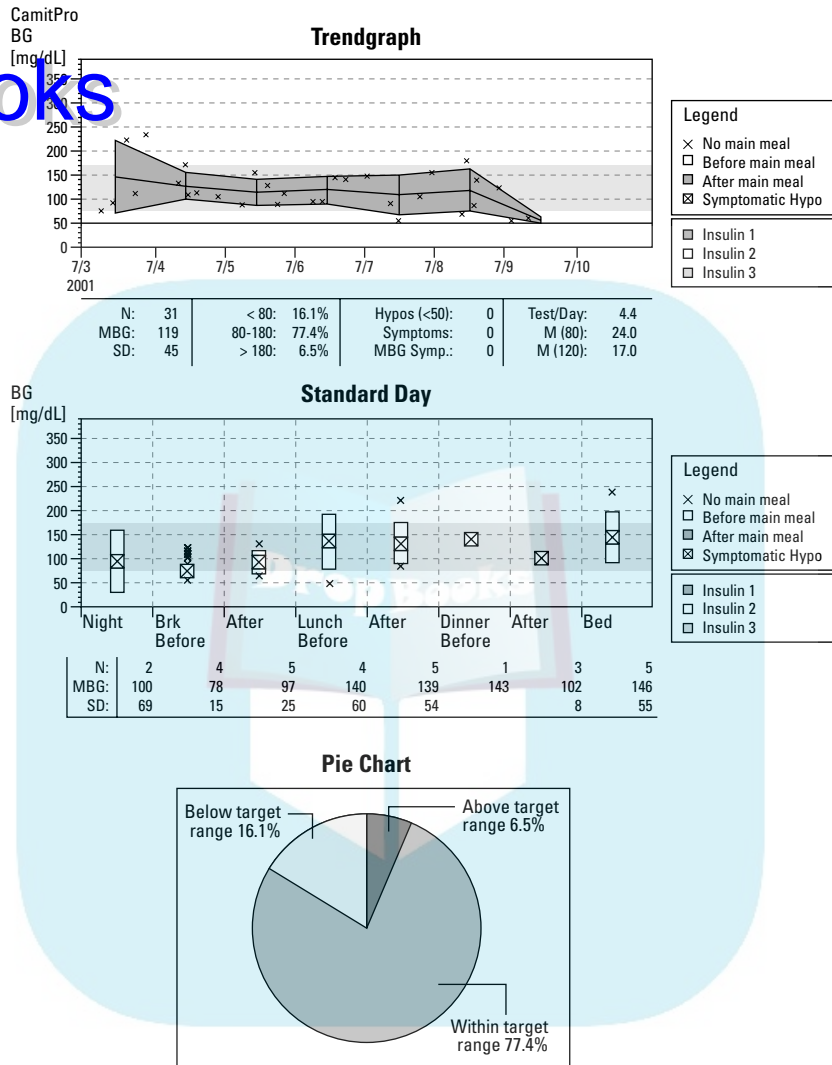 CamitPro
BG
[mg/dL]
Trendgraph
oks
350
300
250
200
150
100
50
0
7/3 7/4 7/5 7/6 7/7 7/8 7/9 7/10
2001
Legend
No main meal
Before main meal
After main meal
Symptomatic Hypo
Insulin 1
Insulin 2
Insulin 3
N: 31 < 80: 16.1% Hypos (<50): 0 Test/Day: 4.4
MBG: 119 80-180: 77.4% Symptoms: 0 M (80): 24.0
SD: 45 > 180: 6.5% MBG Symp.: 0 M (120): 17.0
BG
[mg/dL]
Standard Day
350
300
250
200
150
100
50
0
Night Brk After Lunch After Dinner After Bed
Before Before Before
Legend
No main meal
Before main meal
After main meal
Symptomatic Hypo
Insulin 1
Insulin 2
Insulin 3
Drop Books
N: 2 4 5 4 5 1 3 5
MBG: 100 78 97 140 139 143 102 146
SD: 69 15 25 60 54 8 55
Pie Chart
Below target
range 16.1%
Above target
range 6.5%
Within target
range 77.4%